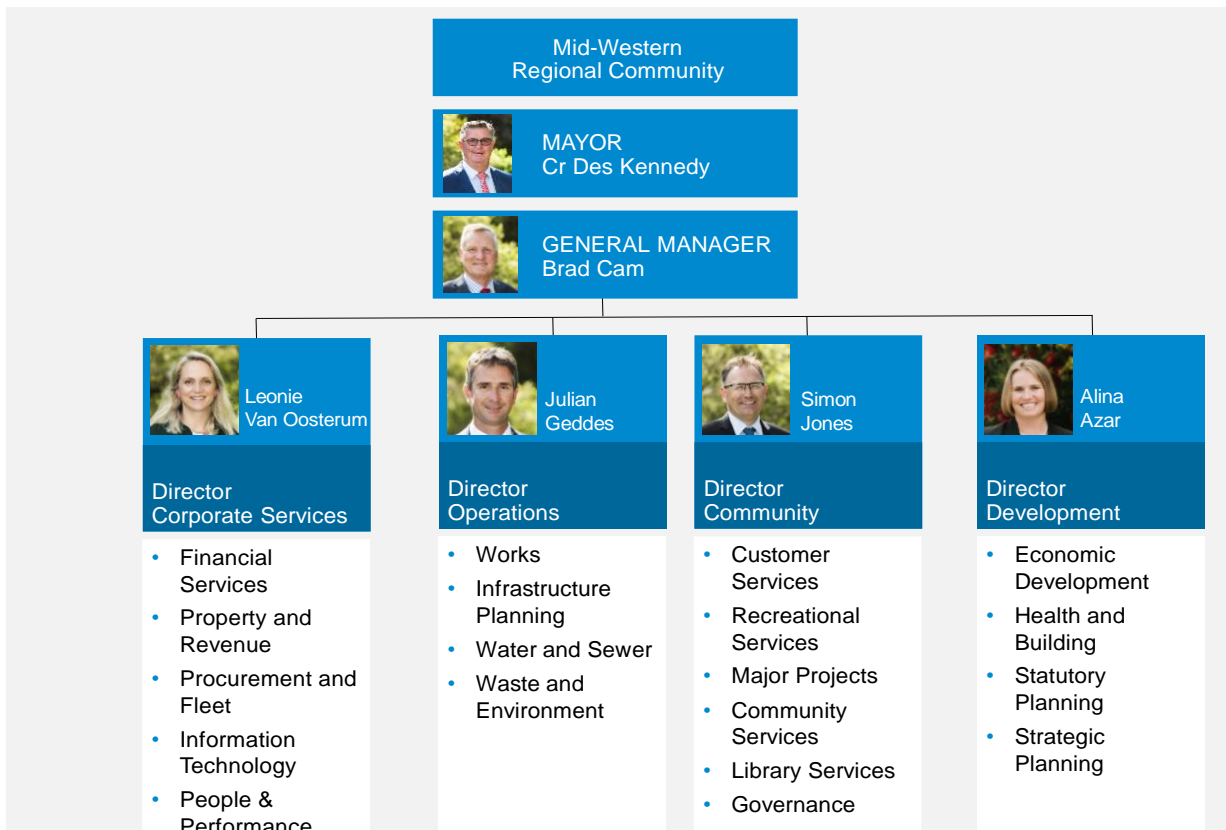 Mid-Western
Regional Community
MAYOR
Cr Des Kennedy
GENERAL MANAGER
Brad Cam
Leonie
Van Oosterum
Director
Corporate Services
• Financial
Services
• Property and
Revenue
• Procurement and
Fleet
• Information
Technology
• People &
Performance
Julian
Geddes
Director
Operations
• Works
• Infrastructure
Planning
• Water and Sewer
• Waste and
Environment
Simon
Jones
Director
Community
• Customer
Services
• Recreational
Services
• Major Projects
• Community
Services
• Library Services
• Governance
Alina
Azar
Director
Development
• Economic
Development
• Health and
Building
• Statutory
Planning
• Strategic
Planning